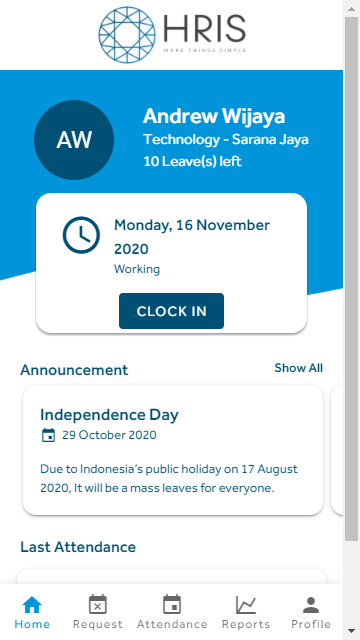 HRIS
MAKE THINGS SIMPLE
AW
Andrew Wijaya
Technology - Sarana Jaya
10 Leave(s) left
Monday, 16 November
2020
Working
CLOCK IN
Announcement
Show All
Independence Day
29 October 2020
Due to Indonesia's public holiday on 17 August
2020, It will be a mass leaves for everyone.
Last Attendance
Home
Request
Attendance
Reports
Profile